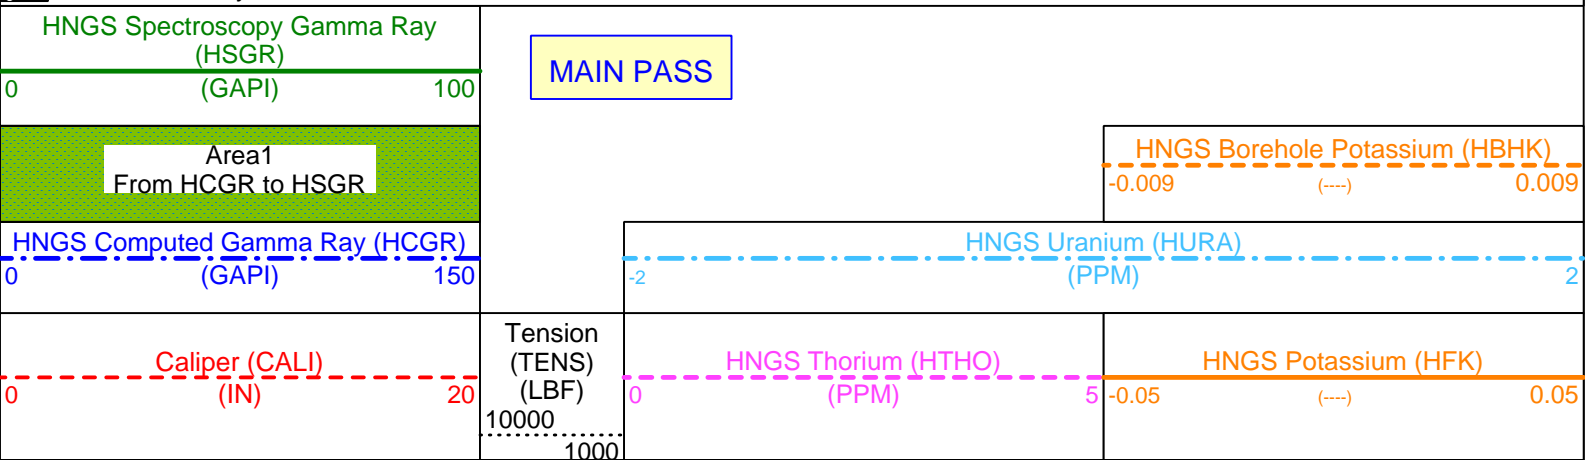 HNGS Spectroscopy Gamma Ray
(HSGR)
0 (GAPI) 100
MAIN PASS
Area1
From HCGR to HSGR
HNGS Borehole Potassium (HBHK)
-0.009 (----) 0.009
HNGS Computed Gamma Ray (HCGR)
0 (GAPI) 150
HNGS Uranium (HURA)
-2 (PPM) 2
Caliper (CALI)
0 (IN) 20
Tension
(TENS)
(LBF)
10000
1000
HNGS Thorium (HTHO)
0 (PPM) 5
HNGS Potassium (HFK)
-0.05 (----) 0.05